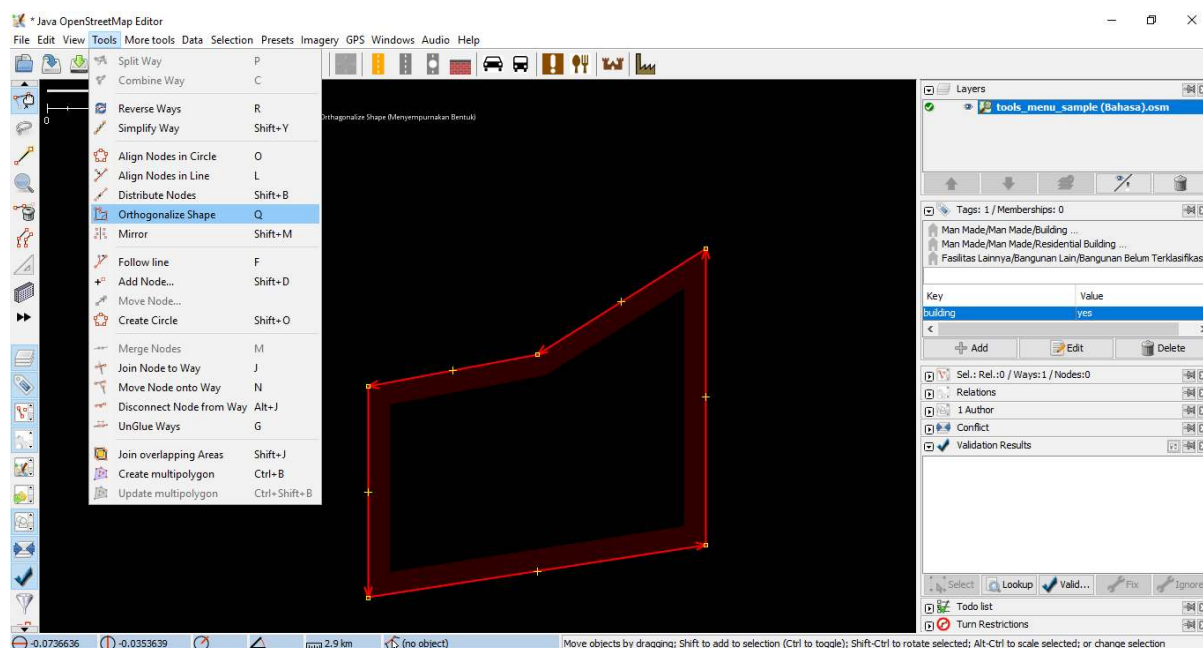 * Java OpenStreetMap Editor
File Edit View Tools More tools Data Selection Presets Imagery GPS Windows Audio Help
Split Way P
Combine Way C
Reverse Ways R
Simplify Way Shift+Y
Align Nodes in Circle O
Align Nodes in Line L
Distribute Nodes Shift+B
Orthogonalize Shape Q
Mirror Shift+M
Follow line F
Add Node... Shift+D
Move Node...
Create Circle Shift+O
Merge Nodes M
Join Node to Way J
Move Node onto Way N
Disconnect Node from Way Alt+J
UnGlue Ways G
Join overlapping Areas Shift+J
Create multipolygon Ctrl+B
Update multipolygon Ctrl+Shift+B
0
Orthagonalize Shape (Menyempurnakan Bentuk)
Layers
tools_menu_sample (Bahasa).osm
Tags: 1 / Memberships: 0
Man Made/Man Made/Building ...
Man Made/Man Made/Residential Building ...
Fasilitas Lainnya/Bangunan Lain/Bangunan Belum Terklasifikas
Key Value
building yes
Add Edit Delete
Sel.: Rel.:0 / Ways:1 / Nodes:0
Relations
1 Author
Conflict
Validation Results
Select Lookup Valid... Fix Ignore
Todo list
Turn Restrictions
-0.0736636 -0.0353639 2.9 km (no object) Move objects by dragging; Shift to add to selection (Ctrl to toggle); Shift-Ctrl to rotate selected; Alt-Ctrl to scale selected; or change selection